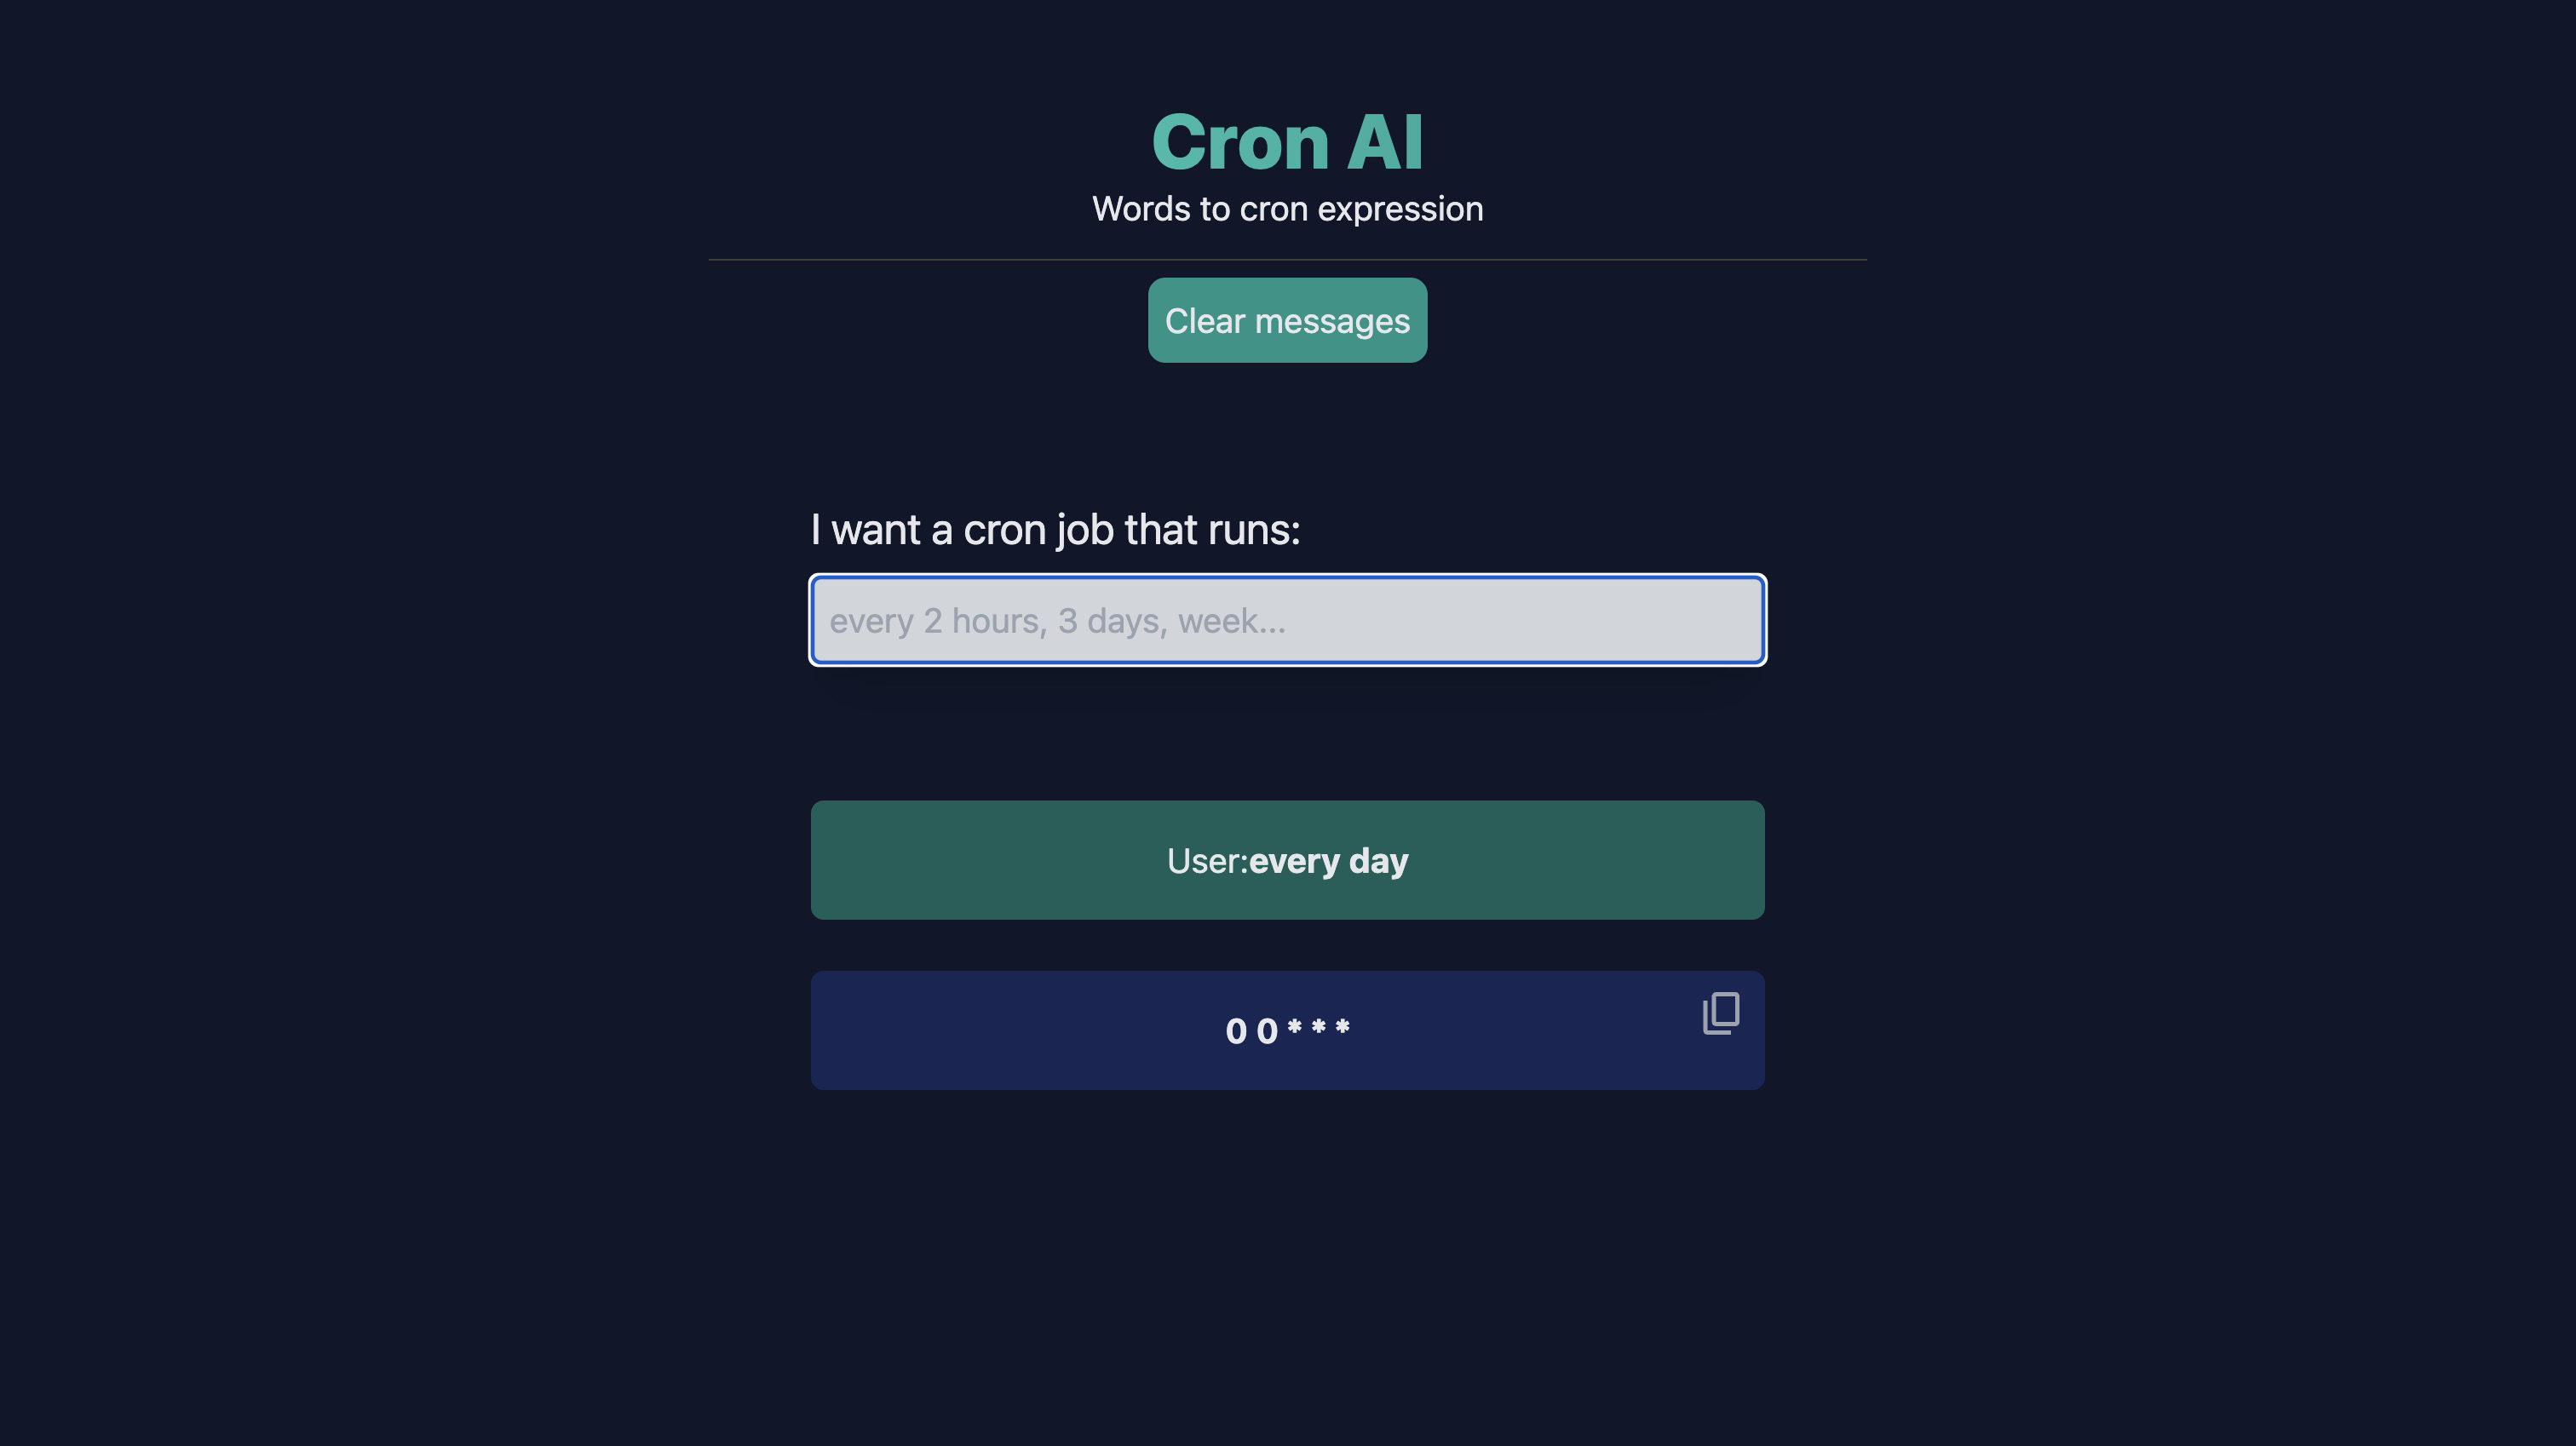 Cron AI
Words to cron expression
Clear messages
I want a cron job that runs:
every 2 hours, 3 days, week...
User:every day
0 0 * * *